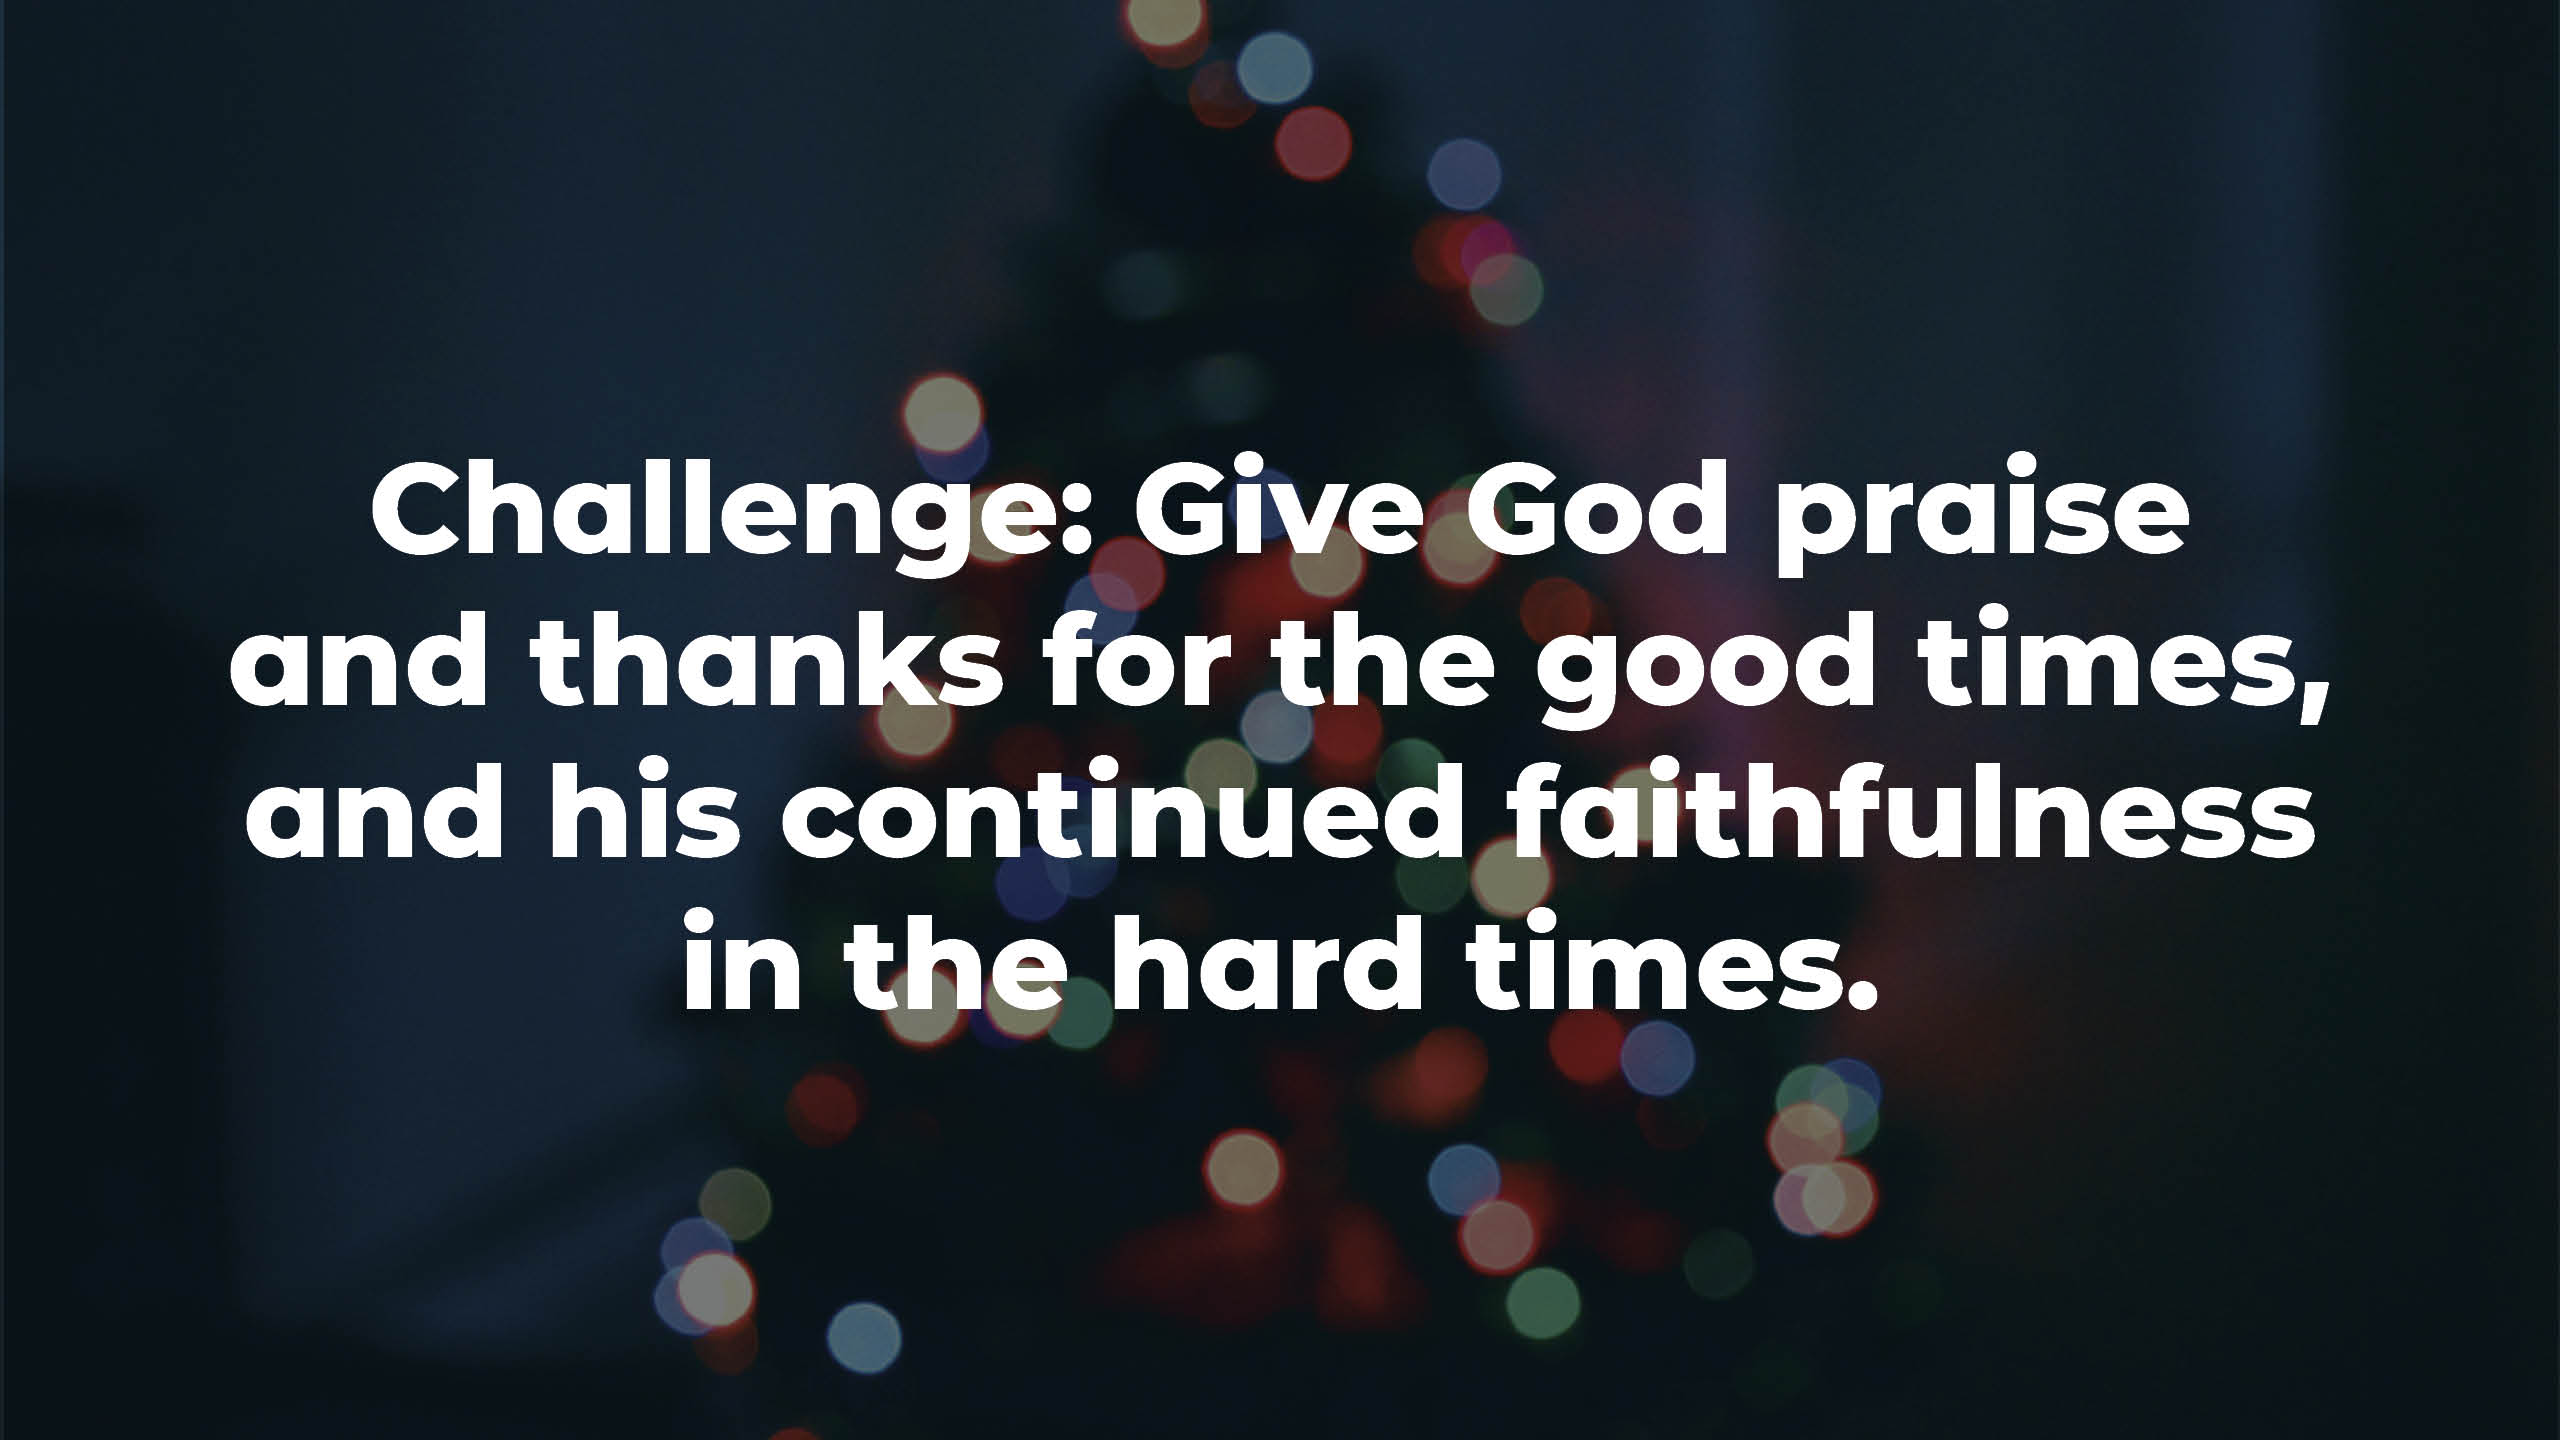 Challenge: Give God praise
and thanks for the good times,
and his continued faithfulness
in the hard times.